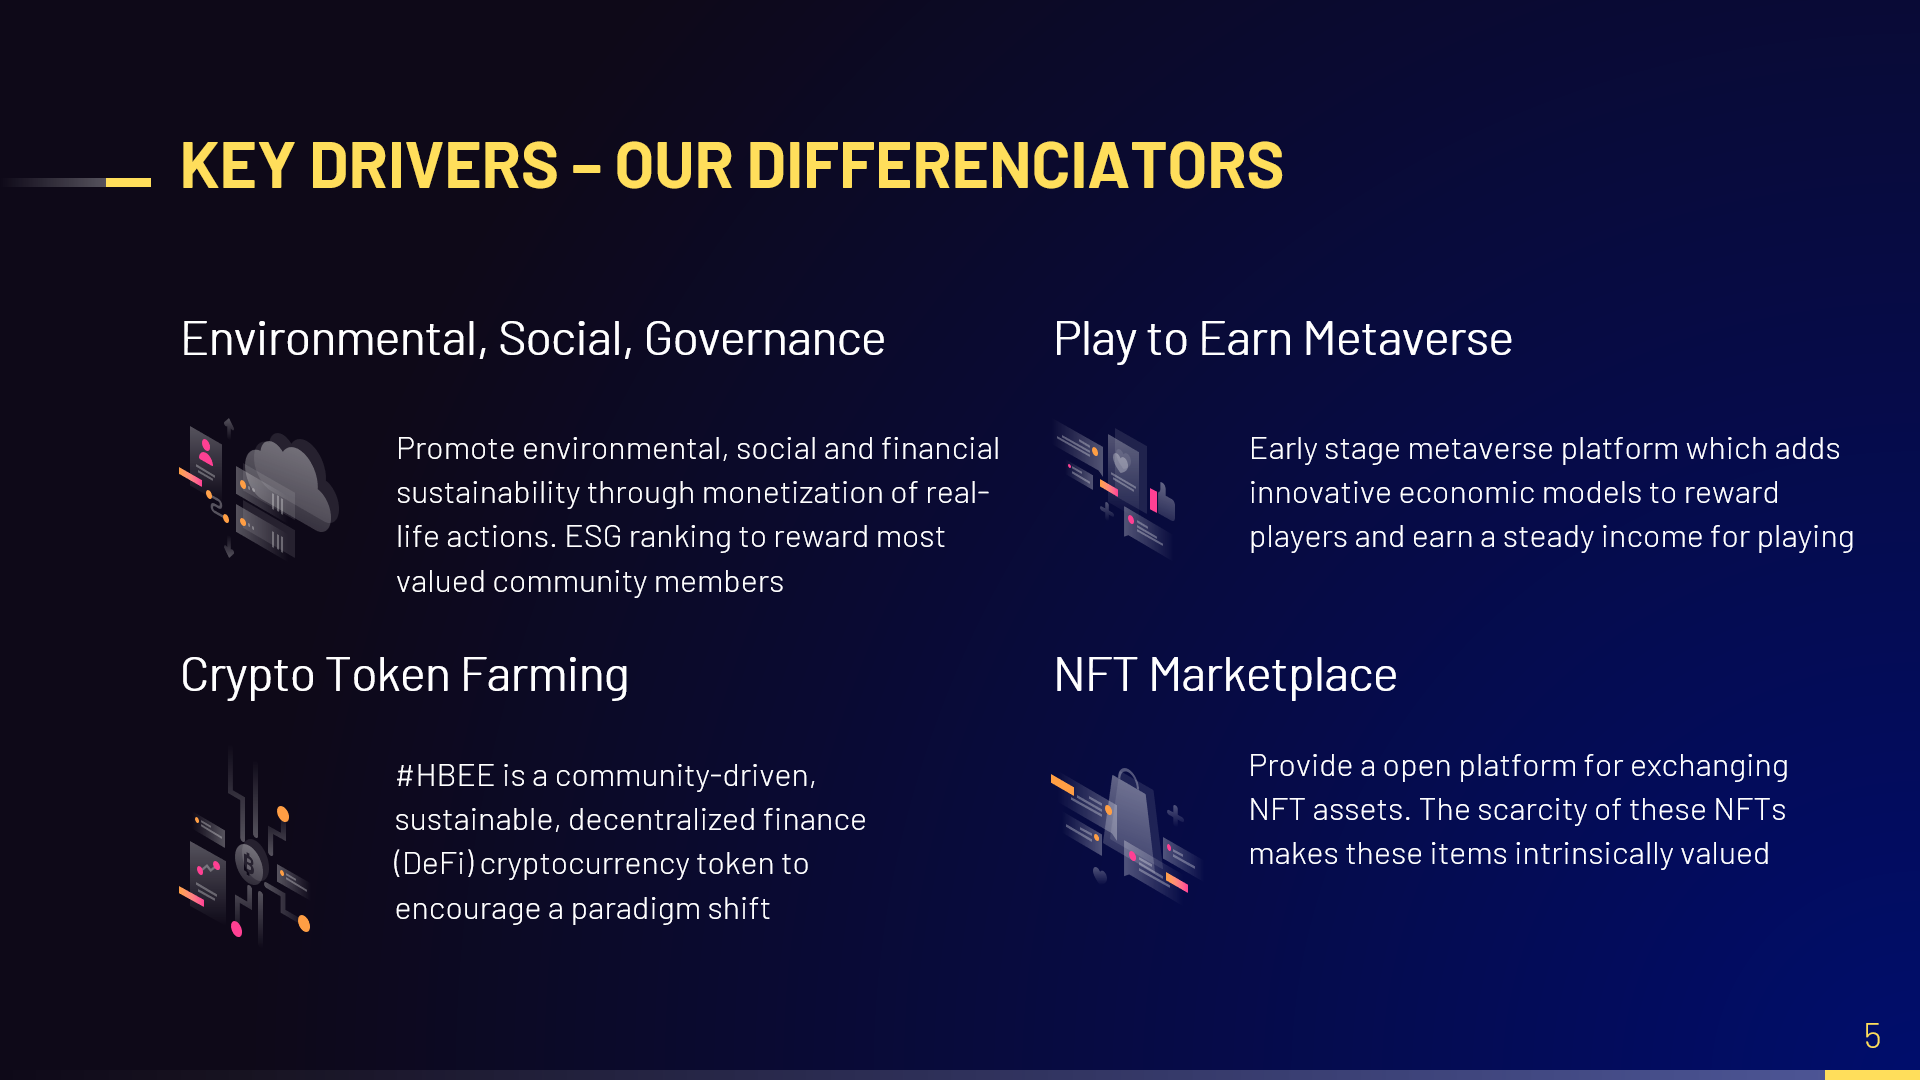 KEY DRIVERS – OUR DIFFERENCIATORS
Environmental, Social, Governance
Promote environmental, social and financial
sustainability through monetization of real-
life actions. ESG ranking to reward most
valued community members
Play to Earn Metaverse
Early stage metaverse platform which adds
innovative economic models to reward
players and earn a steady income for playing
Crypto Token Farming
#HBEE is a community-driven,
sustainable, decentralized finance
(DeFi) cryptocurrency token to
encourage a paradigm shift
NFT Marketplace
Provide a open platform for exchanging
NFT assets. The scarcity of these NFTs
makes these items intrinsically valued
5